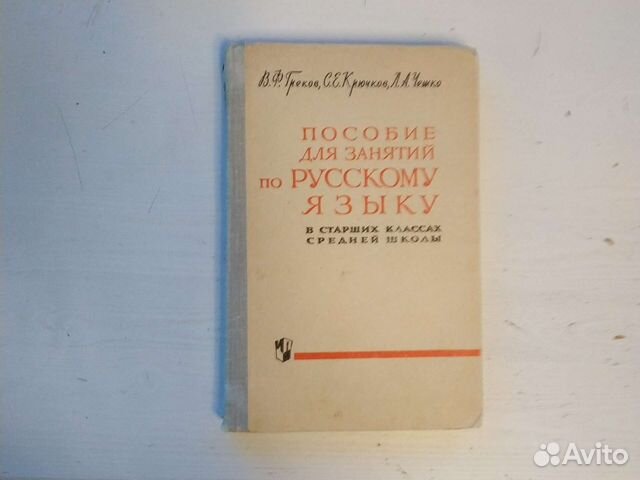 В. Ф. Греков, С. Е. Крючков, Л. А. Чешко
ПОСОБИЕ
ДЛЯ ЗАНЯТИЙ
ПО РУССКОМУ
ЯЗЫКУ
В СТАРШИХ КЛАССАХ
СРЕДНЕЙ ШКОЛЫ
Avito